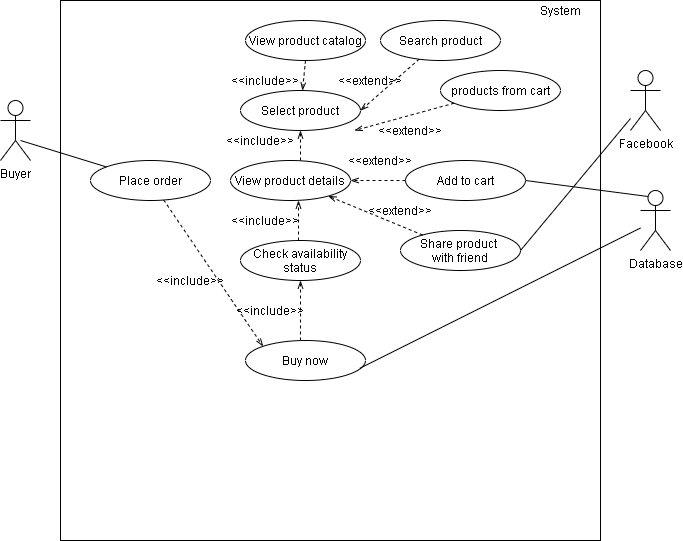 System
View product catalog
Search product
<<include>>
<<extend>>
products from cart
Select product
<<extend>>
<<include>>
Facebook
Buyer
<<extend>>
Place order
View product details
Add to cart
<<extend>>
<<include>>
Share product
with friend
Check availability
status
Database
<<include>>
<<include>>
Buy now